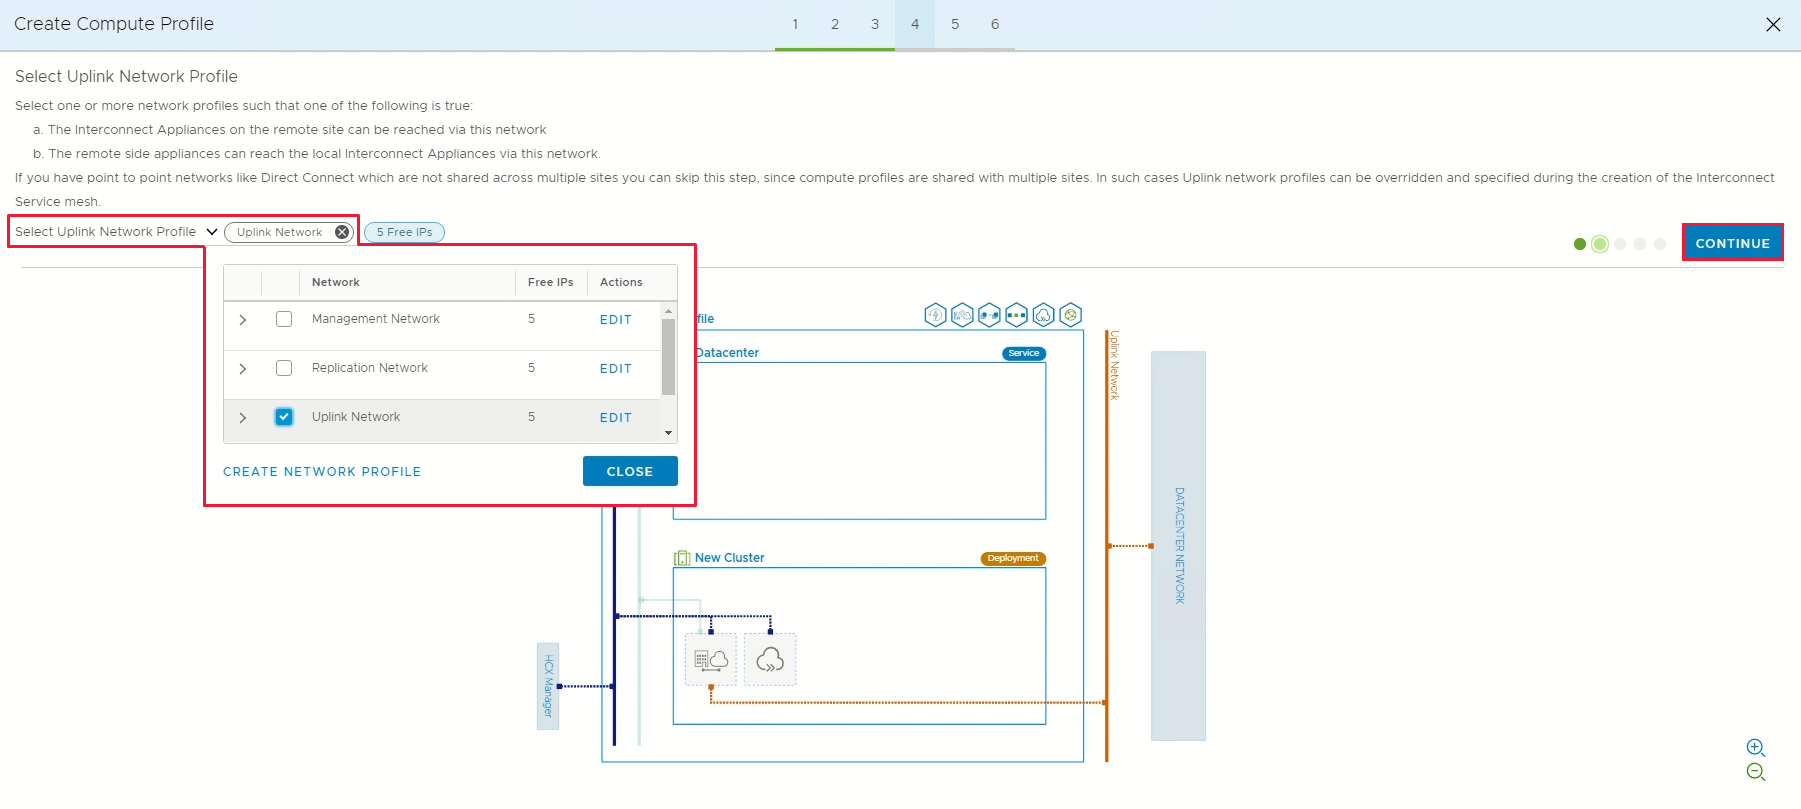 Create Compute Profile
1 2 3 4 5 6
Select Uplink Network Profile
Select one or more network profiles such that one of the following is true:
a. The Interconnect Appliances on the remote site can be reached via this network
b. The remote side appliances can reach the local Interconnect Appliances via this network.
If you have point to point networks like Direct Connect which are not shared across multiple sites you can skip this step, since compute profiles are shared with multiple sites. In such cases Uplink network profiles can be overridden and specified during the creation of the Interconnect
Service mesh.
Select Uplink Network Profile Uplink Network 5 Free IPs
CONTINUE
Network Free IPs Actions
Management Network 5 EDIT
Replication Network 5 EDIT
Uplink Network 5 EDIT
CREATE NETWORK PROFILE CLOSE
file
Datacenter Service
Uplink Network
DATACENTER NETWORK
New Cluster Deployment
HCX Manager